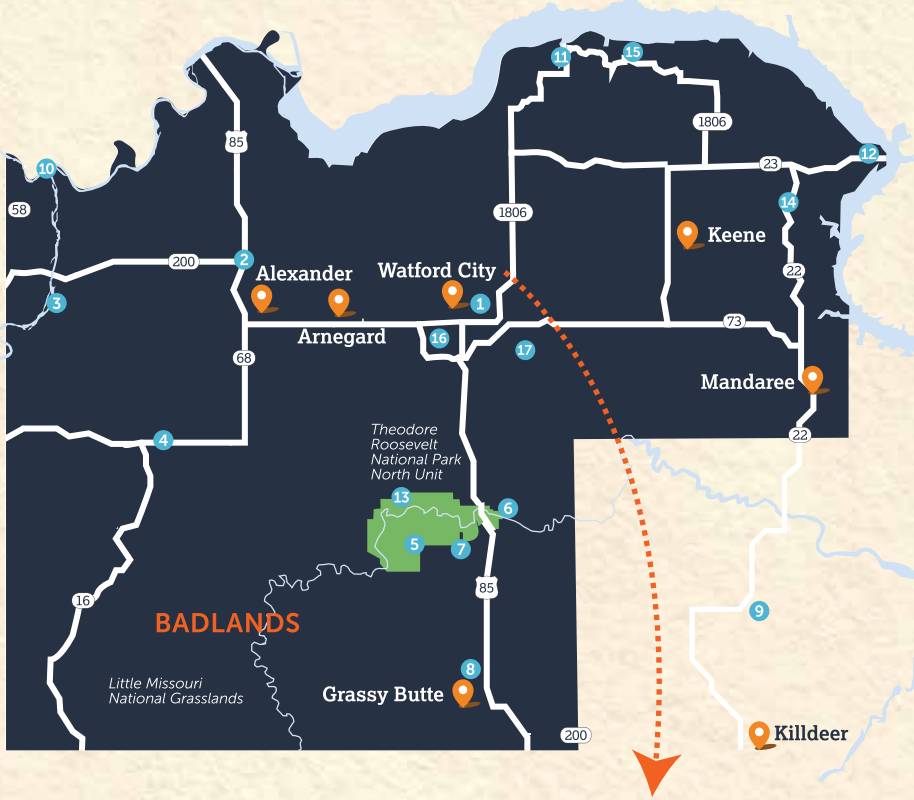 11
15
85
1806
12
23
10
14
58
1806
Keene
2
200
Alexander
Watford City
22
3
1
Arnegard
16
73
17
68
Mandaree
4
22
Theodore
Roosevelt
National Park
North Unit
13
6
5
7
85
16
9
BADLANDS
8
Little Missouri
National Grasslands
Grassy Butte
200
Killdeer